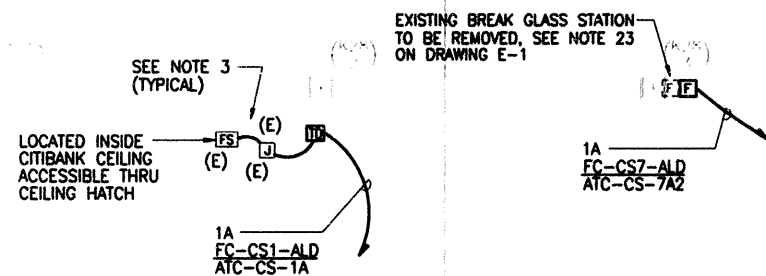 EXISTING BREAK GLASS STATION
TO BE REMOVED, SEE NOTE 23
ON DRAWING E-1
SEE NOTE 3
(TYPICAL)
F F
(E)
TD
LOCATED INSIDE
CITIBANK CEILING
ACCESSIBLE THRU
CEILING HATCH
FS
(E)
J
(E)
1A
FC-CS7-ALD
ATC-CS-7A2
1A
FC-CS1-ALD
ATC-CS-1A